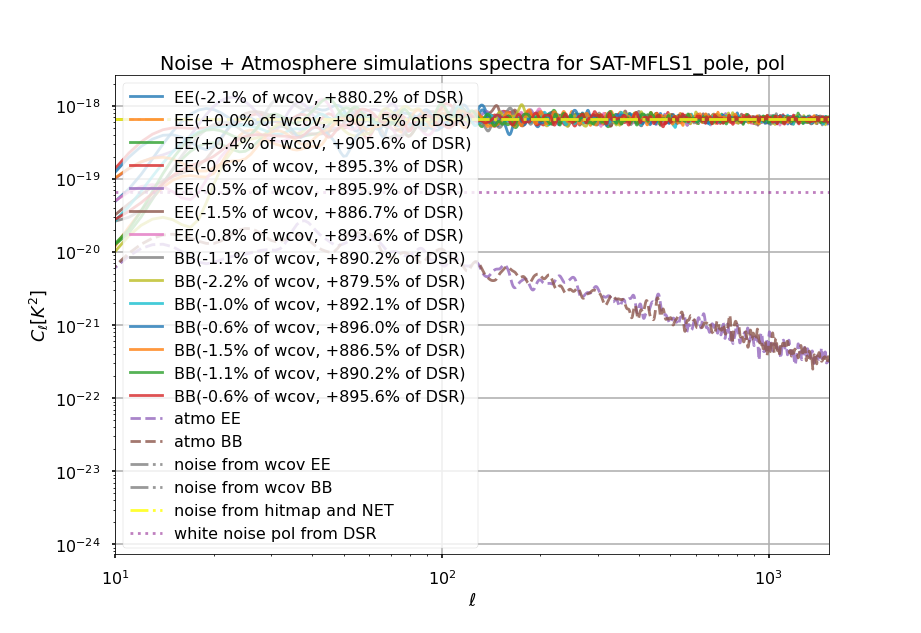 Noise + Atmosphere simulations spectra for SAT-MFLS1_pole, pol
EE(-2.1% of wcov, +880.2% of DSR)
EE(+0.0% of wcov, +901.5% of DSR)
EE(+0.4% of wcov, +905.6% of DSR)
EE(-0.6% of wcov, +895.3% of DSR)
EE(-0.5% of wcov, +895.9% of DSR)
EE(-1.5% of wcov, +886.7% of DSR)
EE(-0.8% of wcov, +893.6% of DSR)
BB(-1.1% of wcov, +890.2% of DSR)
BB(-2.2% of wcov, +879.5% of DSR)
BB(-1.0% of wcov, +892.1% of DSR)
BB(-0.6% of wcov, +896.0% of DSR)
BB(-1.5% of wcov, +886.5% of DSR)
BB(-1.1% of wcov, +890.2% of DSR)
BB(-0.6% of wcov, +895.6% of DSR)
atmo EE
atmo BB
noise from wcov EE
noise from wcov BB
noise from hitmap and NET
white noise pol from DSR
10⁻¹⁸
10⁻¹⁹
10⁻²⁰
10⁻²¹
10⁻²²
10⁻²³
10⁻²⁴
C_ℓ[K²]
10¹ 10² 10³
ℓ